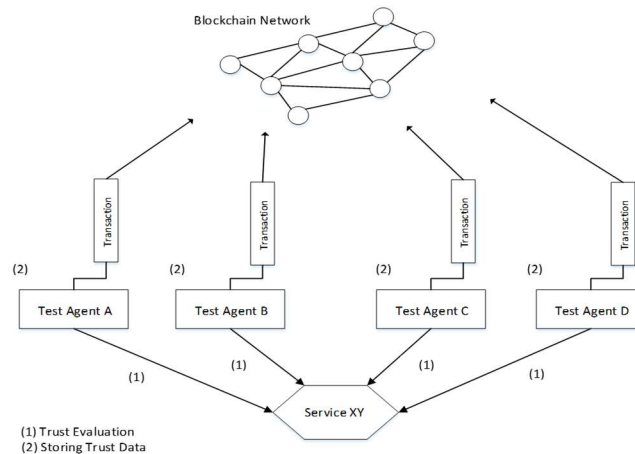 Blockchain Network
Transaction
Transaction
Transaction
Transaction
(2)
(2)
(2)
(2)
Test Agent A
Test Agent B
Test Agent C
Test Agent D
(1)
(1)
(1)
(1)
Service XY
(1) Trust Evaluation
(2) Storing Trust Data